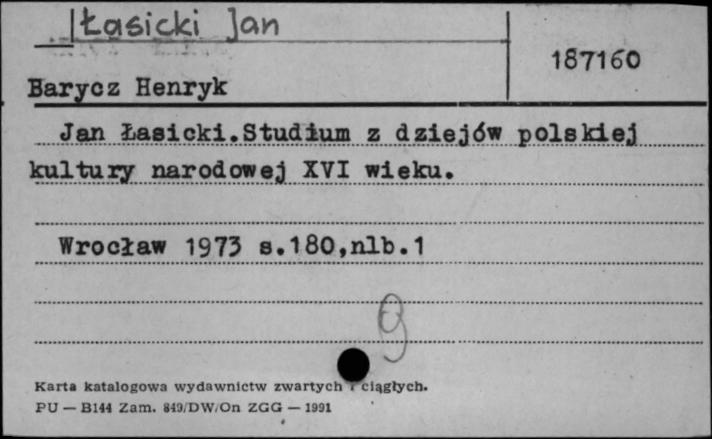 Łasicki Jan
187160
Barycz Henryk
Jan Łasicki.Studium z dziejów polskiej
kultury narodowej XVI wieku.
Wrocław 1973 s.180,nlb.1
g
Karta katalogowa wydawnictw zwartych i ciągłych.
PU — B144 Zam. 849/DW/On ZGG — 1991